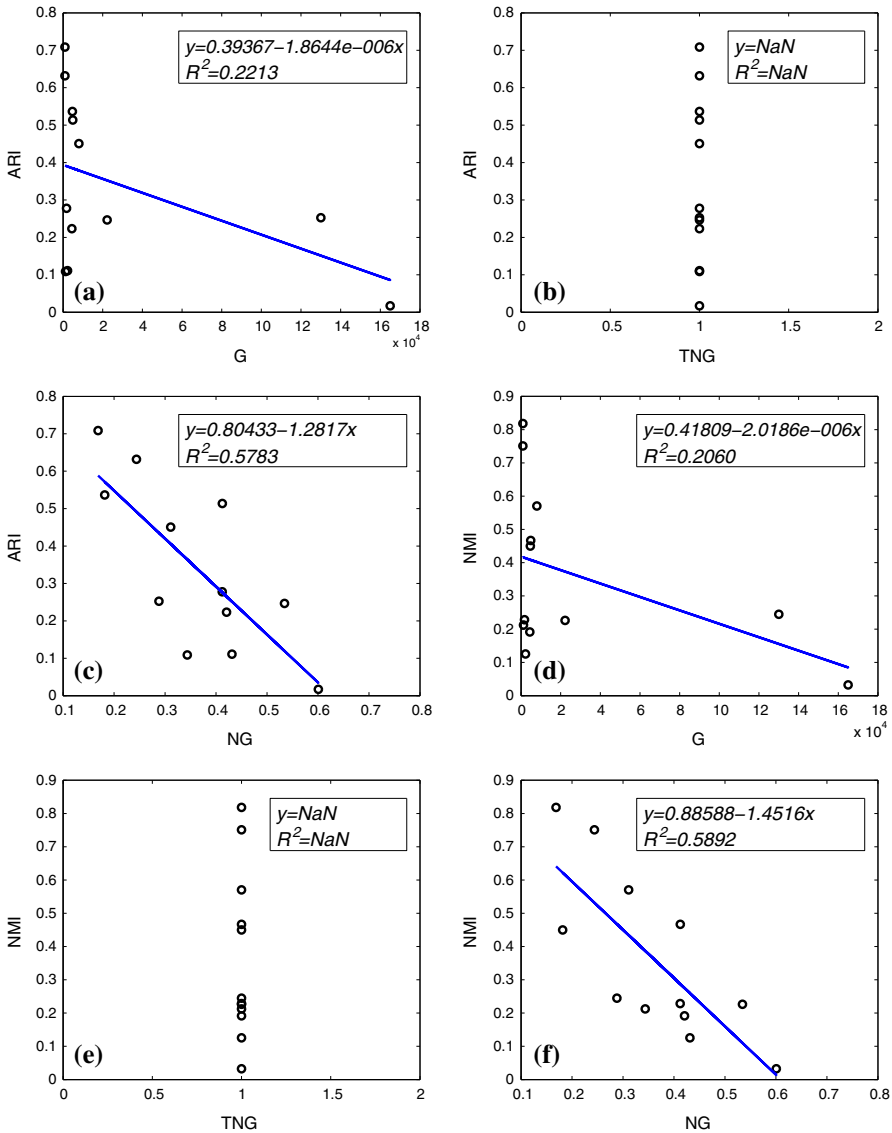 0.8
0.7
0.6
0.5
0.4
0.3
0.2
0.1
0
ARI
y=0.39367−1.8644e−006x
R²=0.2213
(a)
0 2 4 6 8 10 12 14 16 18
x 10⁴
G
0.8
0.7
0.6
0.5
0.4
0.3
0.2
0.1
0
ARI
y=NaN
R²=NaN
(b)
0 0.5 1 1.5 2
TNG
0.8
0.7
0.6
0.5
0.4
0.3
0.2
0.1
0
ARI
y=0.80433−1.2817x
R²=0.5783
(c)
0.1 0.2 0.3 0.4 0.5 0.6 0.7 0.8
NG
0.9
0.8
0.7
0.6
0.5
0.4
0.3
0.2
0.1
0
NMI
y=0.41809−2.0186e−006x
R²=0.2060
(d)
0 2 4 6 8 10 12 14 16 18
x 10⁴
G
0.9
0.8
0.7
0.6
0.5
0.4
0.3
0.2
0.1
0
NMI
y=NaN
R²=NaN
(e)
0 0.5 1 1.5 2
TNG
0.9
0.8
0.7
0.6
0.5
0.4
0.3
0.2
0.1
0
NMI
y=0.88588−1.4516x
R²=0.5892
(f)
0.1 0.2 0.3 0.4 0.5 0.6 0.7 0.8
NG